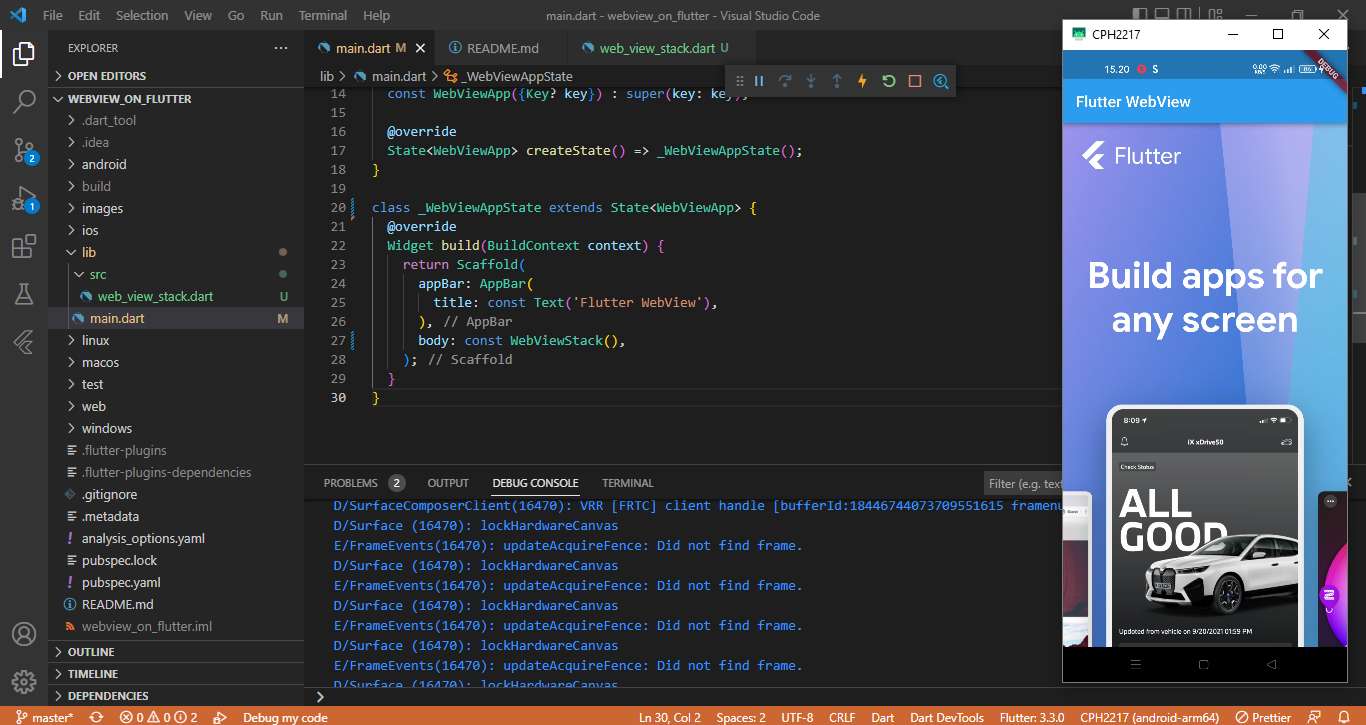 File Edit Selection View Go Run Terminal Help
main.dart - webview_on_flutter - Visual Studio Code
EXPLORER
OPEN EDITORS
WEBVIEW_ON_FLUTTER
.dart_tool
.idea
android
build
images
ios
lib
src
web_view_stack.dart U
main.dart M
linux
macos
test
web
windows
.flutter-plugins
.flutter-plugins-dependencies
.gitignore
.metadata
analysis_options.yaml
pubspec.lock
pubspec.yaml
README.md
webview_on_flutter.iml
OUTLINE
TIMELINE
DEPENDENCIES
2
1
main.dart M README.md web_view_stack.dart U
lib > main.dart > _WebViewAppState
14 const WebViewApp({Key? key}) : super(key: key);
15
16 @override
17 State<WebViewApp> createState() => _WebViewAppState();
18 }
19
20 class _WebViewAppState extends State<WebViewApp> {
21 @override
22 Widget build(BuildContext context) {
23 return Scaffold(
24 appBar: AppBar(
25 title: const Text('Flutter WebView'),
26 ), // AppBar
27 body: const WebViewStack(),
28 ); // Scaffold
29 }
30 }
PROBLEMS 2 OUTPUT DEBUG CONSOLE TERMINAL Filter (e.g. text
D/SurfaceComposerClient(16470): VRR [FRTC] client handle [bufferId:18446744073709551615 framenu
D/Surface (16470): lockHardwareCanvas
E/FrameEvents(16470): updateAcquireFence: Did not find frame.
D/Surface (16470): lockHardwareCanvas
E/FrameEvents(16470): updateAcquireFence: Did not find frame.
D/Surface (16470): lockHardwareCanvas
E/FrameEvents(16470): updateAcquireFence: Did not find frame.
D/Surface (16470): lockHardwareCanvas
E/FrameEvents(16470): updateAcquireFence: Did not find frame.
D/Surface (16470): lockHardwareCanvas
CPH2217
15.20 S 0.00 KB/S 86
DEBUG
Flutter WebView
Flutter
Build apps for
any screen
8:09
iX xDrive50
Check Status
ALL
GOOD
Updated from vehicle on 9/20/2021 01:59 PM
master* 0 0 2 Debug my code Ln 30, Col 2 Spaces: 2 UTF-8 CRLF Dart Dart DevTools Flutter: 3.3.0 CPH2217 (android-arm64) Prettier